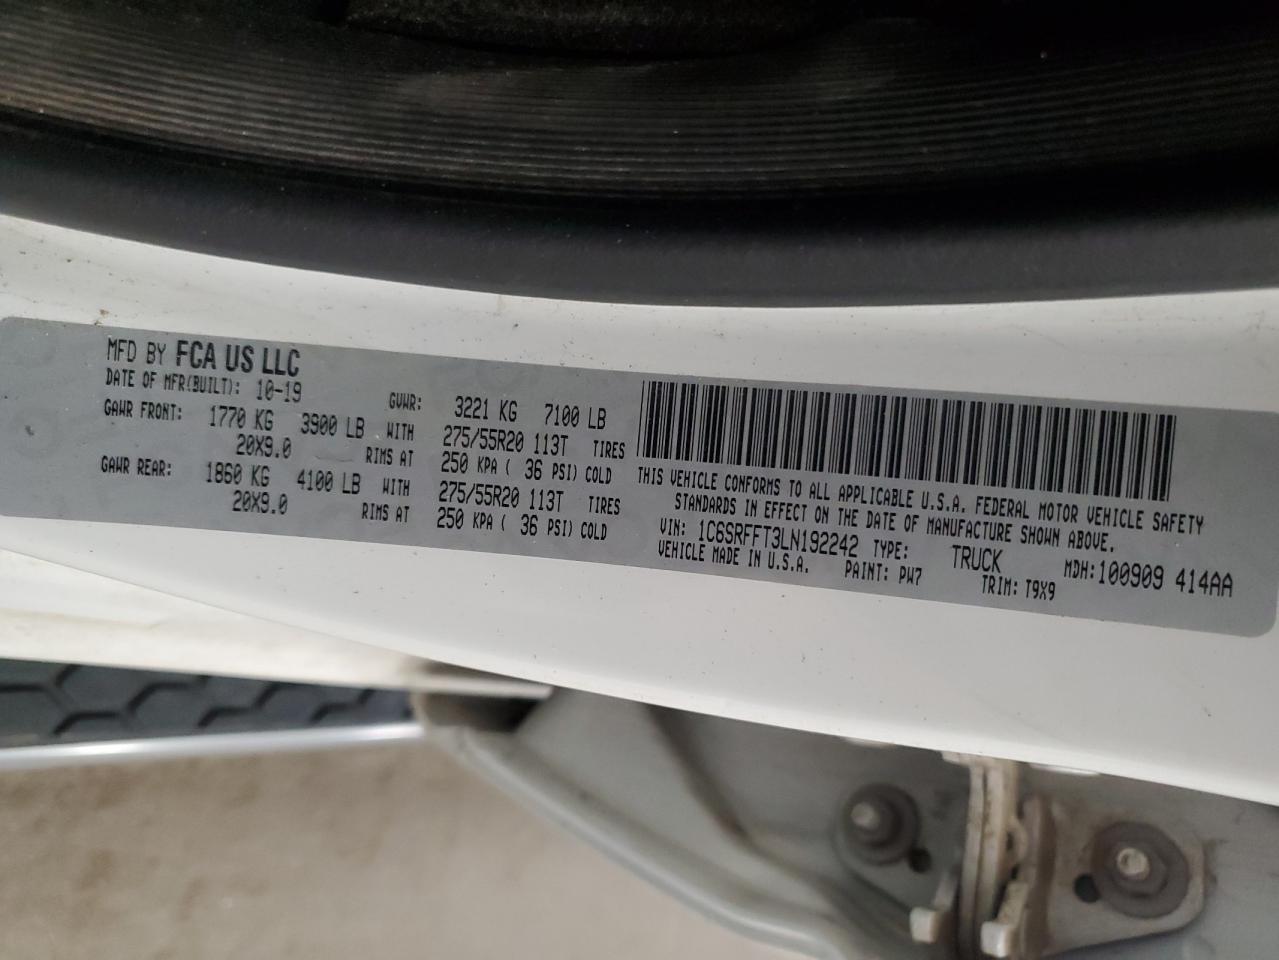 MFD BY FCA US LLC
DATE OF MFR(BUILT): 10-19 GVWR: 3221 KG 7100 LB
GAWR FRONT: 1770 KG 3900 LB WITH 275/55R20 113T TIRES
20X9.0 RIMS AT 250 KPA ( 36 PSI) COLD
GAWR REAR: 1860 KG 4100 LB WITH 275/55R20 113T TIRES
20X9.0 RIMS AT 250 KPA ( 36 PSI) COLD
THIS VEHICLE CONFORMS TO ALL APPLICABLE U.S.A. FEDERAL MOTOR VEHICLE SAFETY
STANDARDS IN EFFECT ON THE DATE OF MANUFACTURE SHOWN ABOVE.
VIN: 1C6SRFFT3LN192242 TYPE: TRUCK MDH:100909 414AA
VEHICLE MADE IN U.S.A. PAINT: PW7 TRIM: T9X9